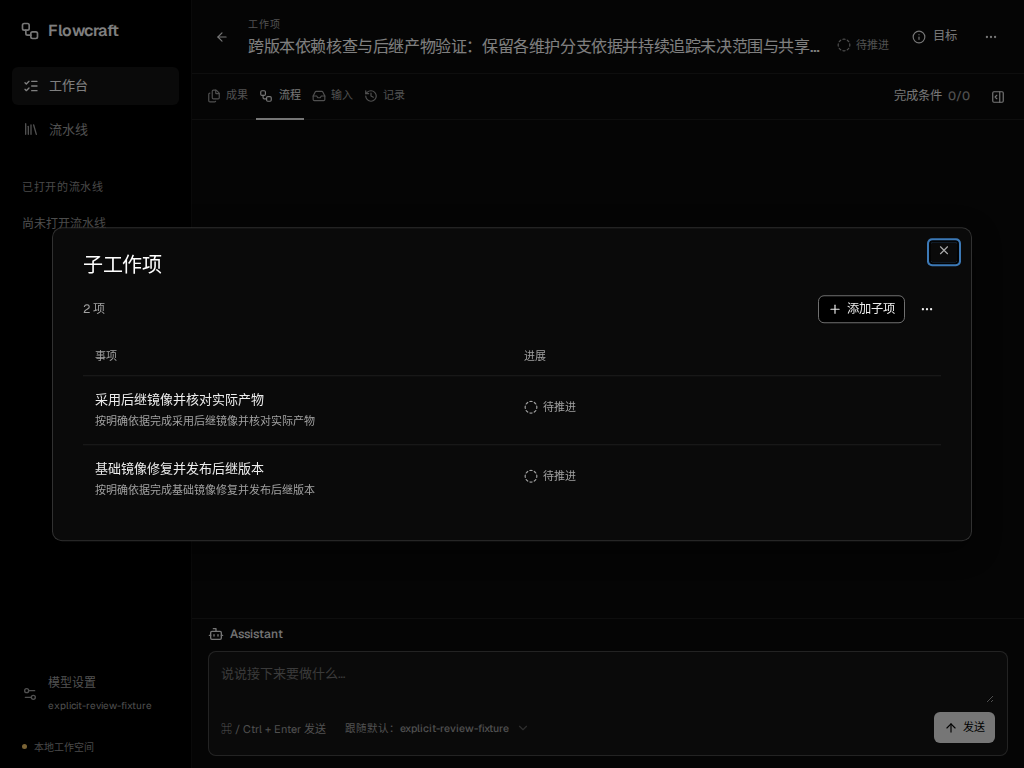 Flowcraft
工作台
流水线
已打开的流水线
尚未打开流水线
工作项
跨版本依赖核查与后继产物验证：保留各维护分支依据并持续追踪未决范围与共享...
待推进
目标
成果
流程
输入
记录
完成条件 0/0
子工作项
2 项
添加子项
事项
进展
采用后继镜像并核对实际产物
按明确依据完成采用后继镜像并核对实际产物
待推进
基础镜像修复并发布后继版本
按明确依据完成基础镜像修复并发布后继版本
待推进
Assistant
说说接下来要做什么...
⌘ / Ctrl + Enter 发送
跟随默认：explicit-review-fixture
发送
模型设置
explicit-review-fixture
本地工作空间